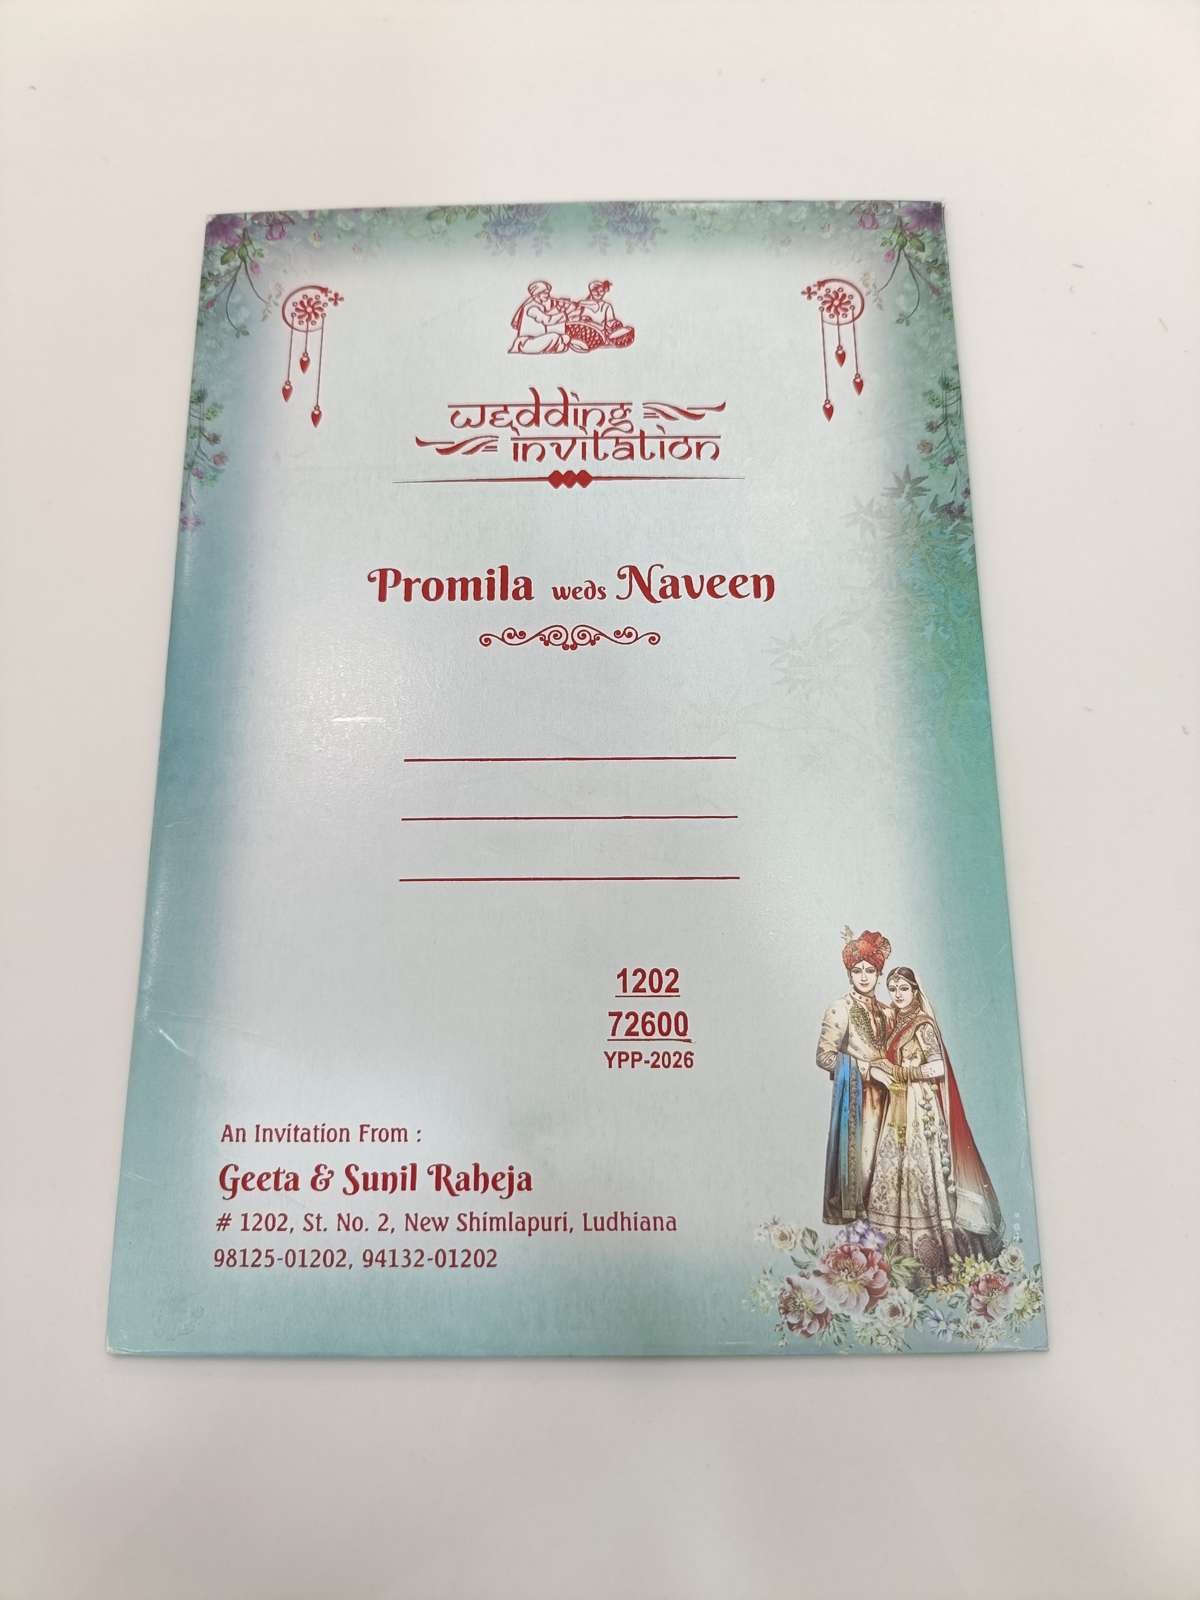 wedding
invitation
Promila weds Naveen
1202
72600
YPP-2026
An Invitation From :
Geeta & Sunil Raheja
# 1202, St. No. 2, New Shimlapuri, Ludhiana
98125-01202, 94132-01202